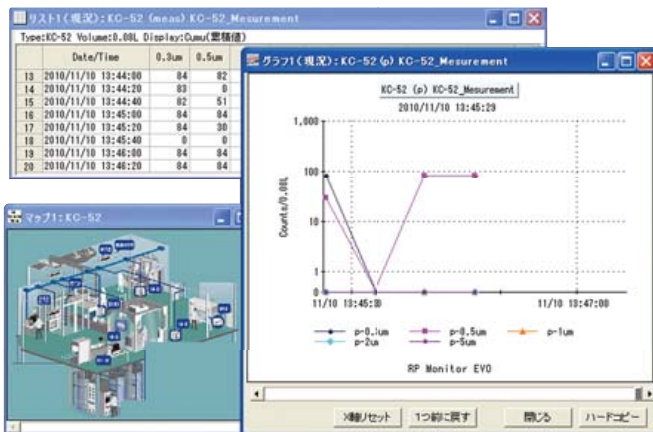 リスト1(現況):KC-52 (meas) KC-52_Mesurement
Type:KC-52 Volume:0.08L Display:Cumu(累積値)
Date/Time 0.3um 0.5um
13 2010/11/10 13:44:00 84 82
14 2010/11/10 13:44:20 83 0
15 2010/11/10 13:44:40 82 51
16 2010/11/10 13:45:00 84 84
17 2010/11/10 13:45:20 84 30
18 2010/11/10 13:45:40 0 0
19 2010/11/10 13:46:00 84 84
20 2010/11/10 13:46:20 84 84
グラフ1(現況):KC-52 (p) KC-52_Mesurement
KC-52 (p) KC-52_Mesurement
2010/11/10 13:45:29
1,000
100
10
1
0
Counts/0.08L
11/10 13:45:30 11/10 13:47:00
p-0.5um p-1um
p-2um p-5um
RP Monitor EVO
X軸リセット 1つ前に戻す 閉じる ハードコピー
マップ1:KC-52